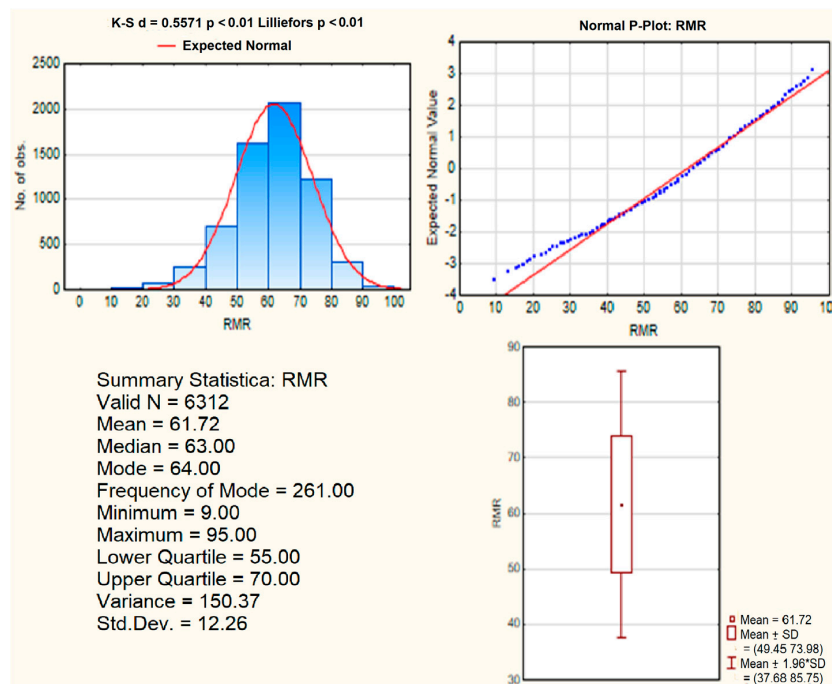 K-S d = 0.5571 p < 0.01 Lilliefors p < 0.01
Expected Normal
2500
2000
1500
1000
500
0
No. of obs.
0 10 20 30 40 50 60 70 80 90 100
RMR
Normal P-Plot: RMR
4
3
2
1
0
-1
-2
-3
-4
Expected Normal Value
0 10 20 30 40 50 60 70 80 90 10
RMR
Summary Statistica: RMR
Valid N = 6312
Mean = 61.72
Median = 63.00
Mode = 64.00
Frequency of Mode = 261.00
Minimum = 9.00
Maximum = 95.00
Lower Quartile = 55.00
Upper Quartile = 70.00
Variance = 150.37
Std.Dev. = 12.26
90
80
70
60
50
40
30
RMR
Mean = 61.72
Mean ± SD
= (49.45 73.98)
Mean ± 1.96*SD
= (37.68 85.75)